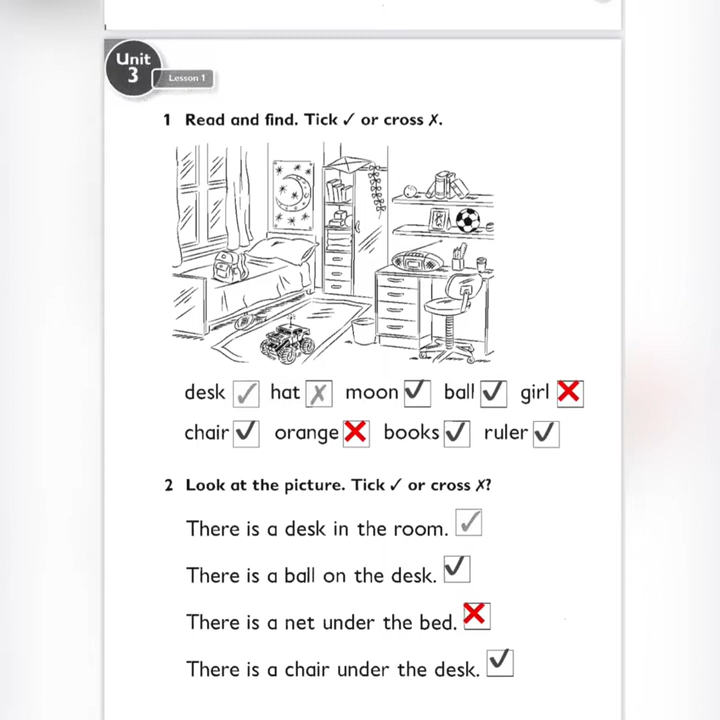 Unit
3
Lesson 1
1 Read and find. Tick ✓ or cross ✗.
desk ✓ hat ✗ moon ✓ ball ✓ girl ✗
chair ✓ orange ✗ books ✓ ruler ✓
2 Look at the picture. Tick ✓ or cross ✗?
There is a desk in the room. ✓
There is a ball on the desk. ✓
There is a net under the bed. ✗
There is a chair under the desk. ✓